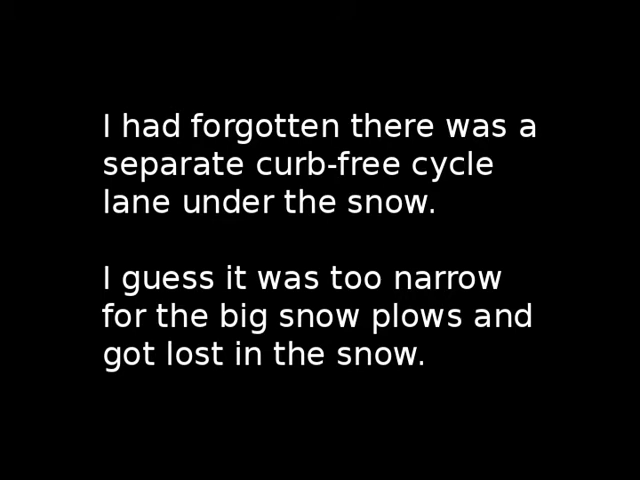 I had forgotten there was a
separate curb-free cycle
lane under the snow.
I guess it was too narrow
for the big snow plows and
got lost in the snow.